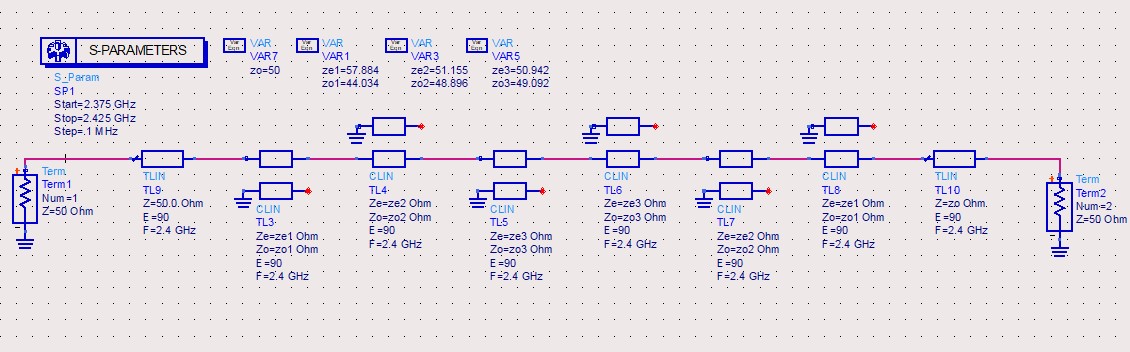 S-PARAMETERS
S_Param
SP1
Start=2.375 GHz
Stop=2.425 GHz
Step=.1 MHz
Var
Eqn
VAR
VAR7
zo=50
Var
Eqn
VAR
VAR1
ze1=57.884
zo1=44.034
Var
Eqn
VAR
VAR3
ze2=51.155
zo2=48.896
Var
Eqn
VAR
VAR5
ze3=50.942
zo3=49.092
Term
Term1
Num=1
Z=50 Ohm
TLIN
TL9
Z=50.0 Ohm
E=90
F=2.4 GHz
CLIN
TL3
Ze=ze1 Ohm
Zo=zo1 Ohm
E=90
F=2.4 GHz
CLIN
TL4
Ze=ze2 Ohm
Zo=zo2 Ohm
E=90
F=2.4 GHz
CLIN
TL5
Ze=ze3 Ohm
Zo=zo3 Ohm
E=90
F=2.4 GHz
CLIN
TL6
Ze=ze3 Ohm
Zo=zo3 Ohm
E=90
F=2.4 GHz
CLIN
TL7
Ze=ze2 Ohm
Zo=zo2 Ohm
E=90
F=2.4 GHz
CLIN
TL8
Ze=ze1 Ohm
Zo=zo1 Ohm
E=90
F=2.4 GHz
TLIN
TL10
Z=zo Ohm
E=90
F=2.4 GHz
Term
Term2
Num=2
Z=50 Ohm